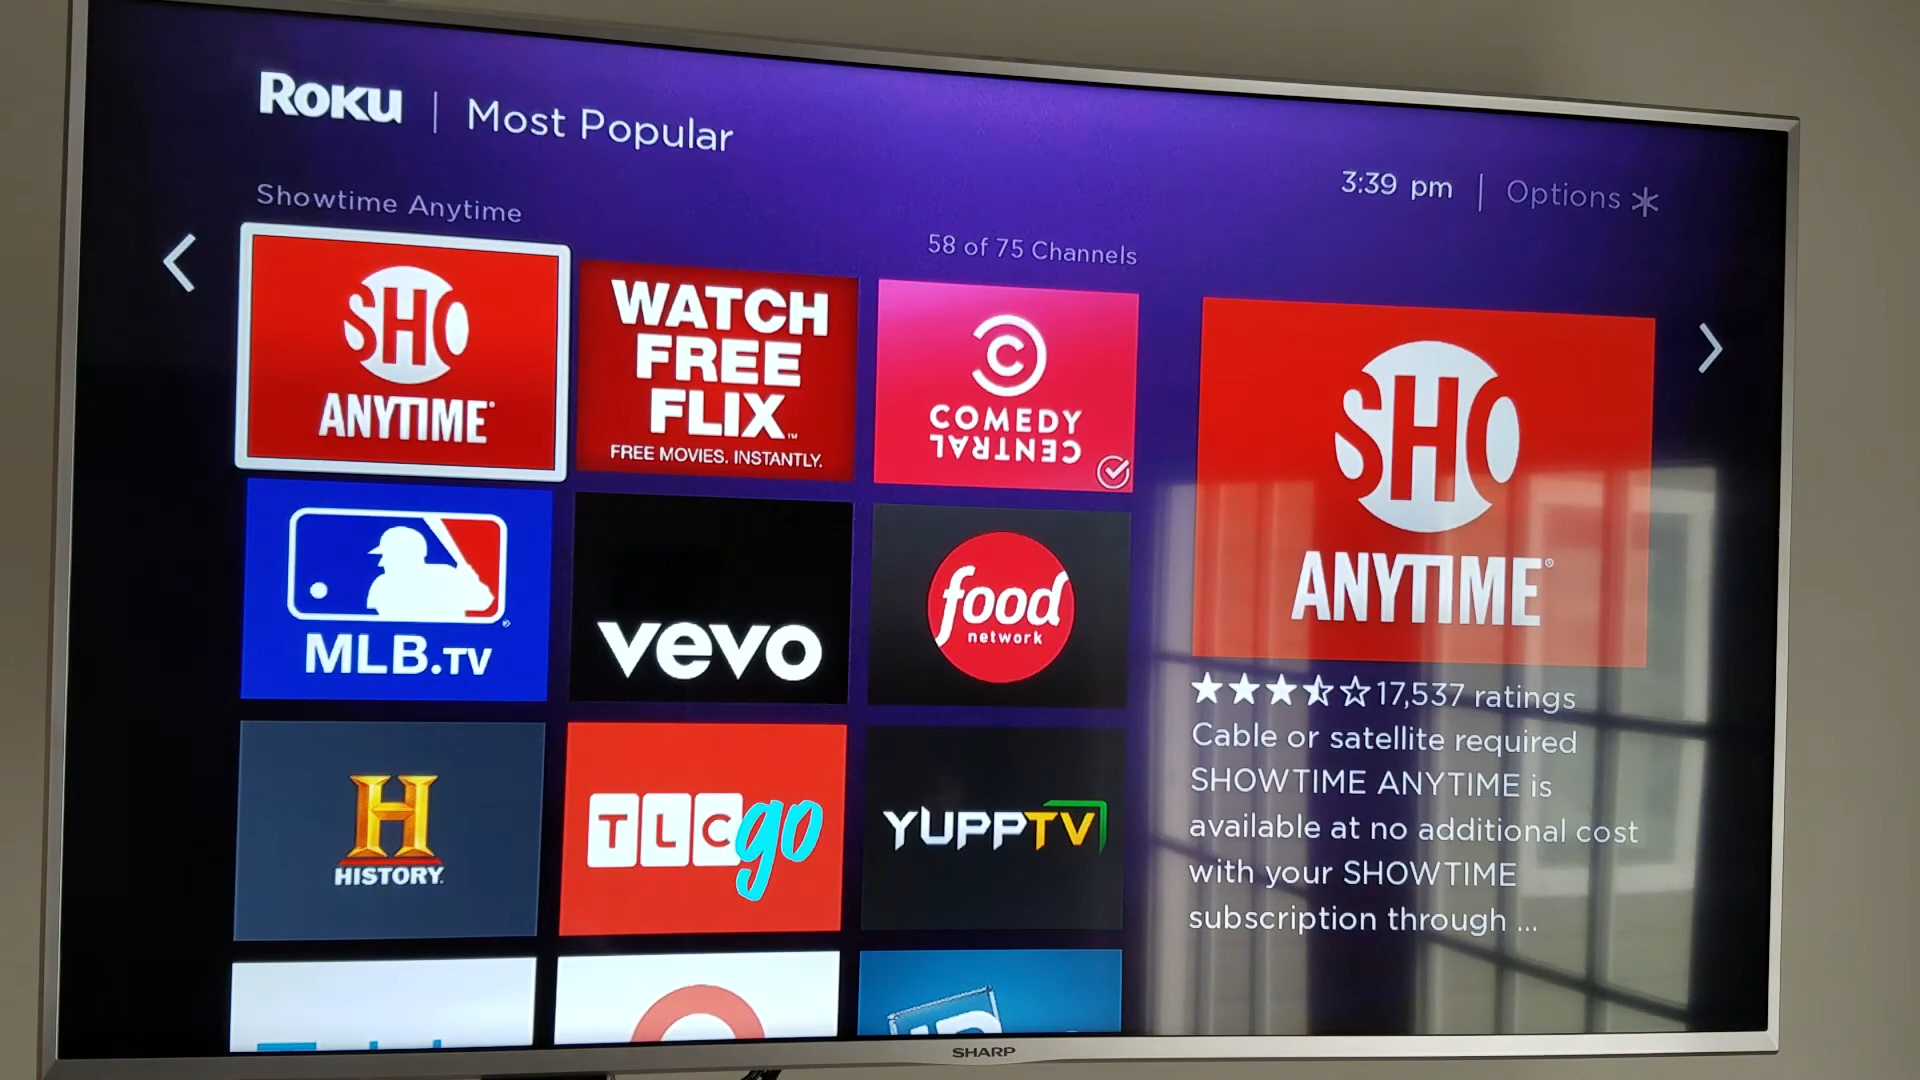 Roku | Most Popular
3:39 pm | Options *
Showtime Anytime
58 of 75 Channels
SHO
ANYTIME
WATCH
FREE
FLIX™
FREE MOVIES. INSTANTLY.
COMEDY
CENTRAL
SHO
ANYTIME®
MLB.TV
vevo
food
network
17,537 ratings
Cable or satellite required
SHOWTIME ANYTIME is
available at no additional cost
with your SHOWTIME
subscription through ...
H
HISTORY
TLC go
YUPPTV
SHARP